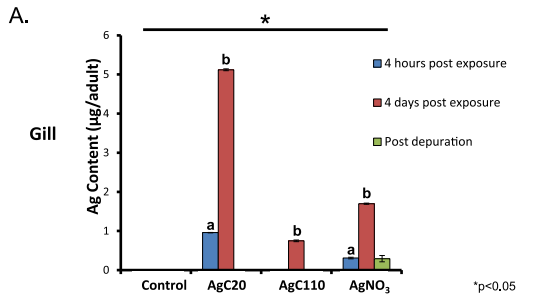 A.
*
6
5
4
3
2
1
0
Ag Content (µg/adult)
Gill
a
b
b
a
b
Control
AgC20
AgC110
AgNO₃
4 hours post exposure
4 days post exposure
Post depuration
*p<0.05